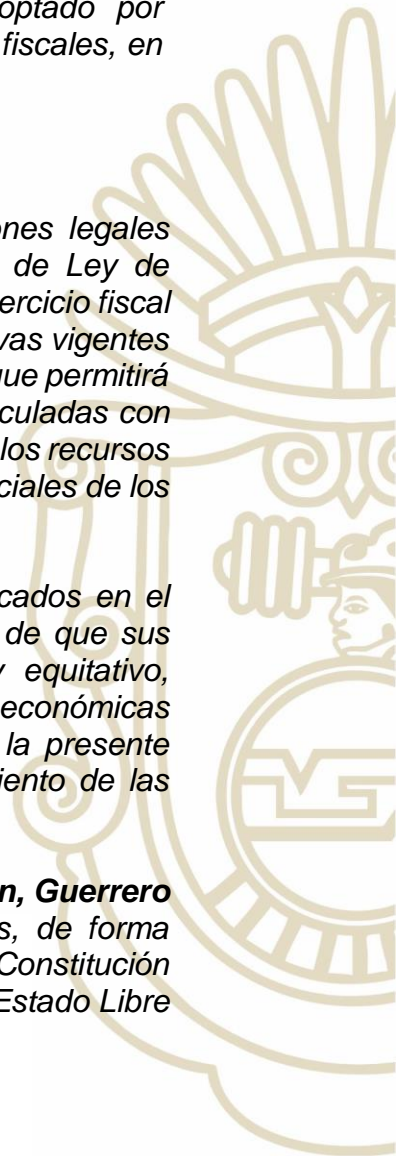 optado por
fiscales, en
ones legales
de Ley de
ercicio fiscal
vas vigentes
que permitirá
culadas con
los recursos
ciales de los
cados en el
de que sus
y equitativo,
económicas
la presente
iento de las
n, Guerrero
s, de forma
Constitución
Estado Libre